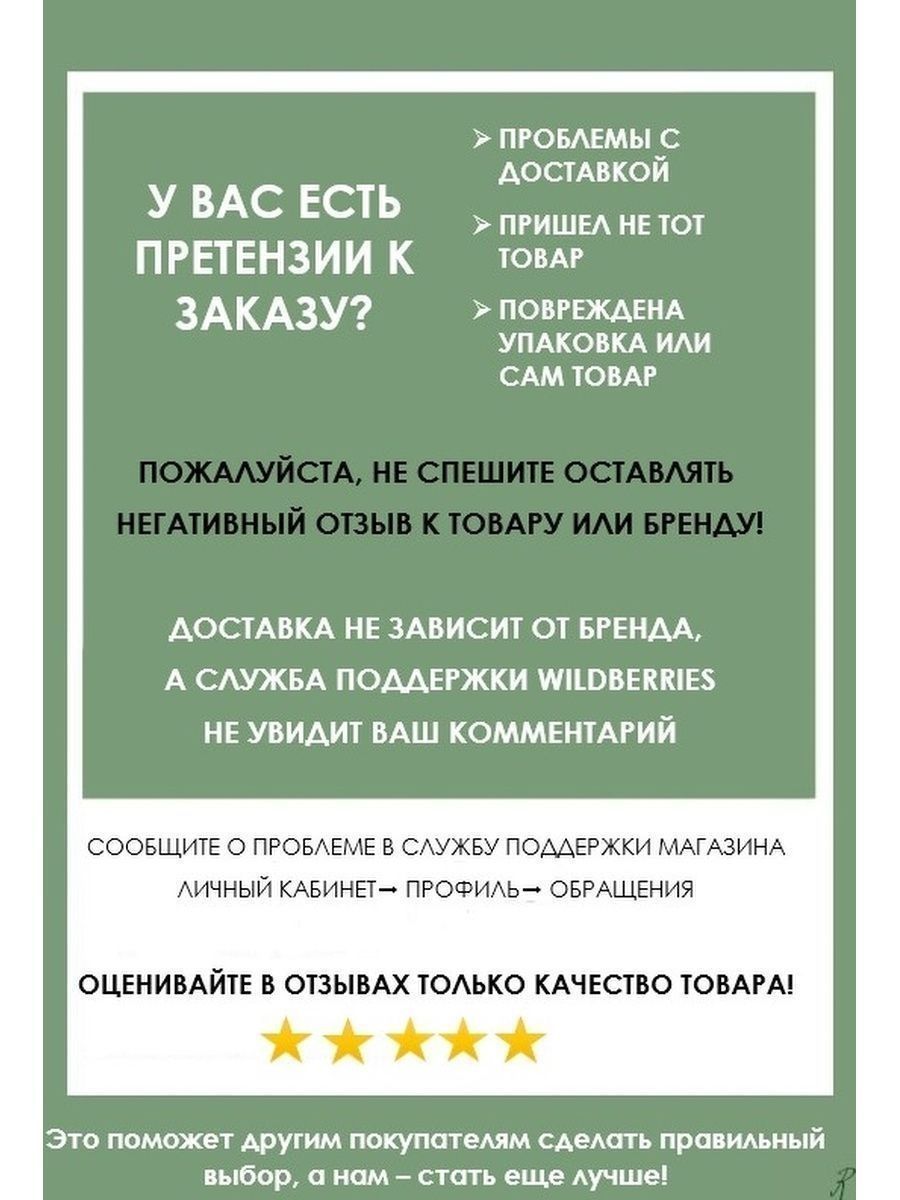 У ВАС ЕСТЬ
ПРЕТЕНЗИИ К
ЗАКАЗУ?
➢ ПРОБЛЕМЫ С
ДОСТАВКОЙ
➢ ПРИШЕЛ НЕ ТОТ
ТОВАР
➢ ПОВРЕЖДЕНА
УПАКОВКА ИЛИ
САМ ТОВАР
ПОЖАЛУЙСТА, НЕ СПЕШИТЕ ОСТАВЛЯТЬ
НЕГАТИВНЫЙ ОТЗЫВ К ТОВАРУ ИЛИ БРЕНДУ!
ДОСТАВКА НЕ ЗАВИСИТ ОТ БРЕНДА,
А СЛУЖБА ПОДДЕРЖКИ WILDBERRIES
НЕ УВИДИТ ВАШ КОММЕНТАРИЙ
СООБЩИТЕ О ПРОБЛЕМЕ В СЛУЖБУ ПОДДЕРЖКИ МАГАЗИНА
ЛИЧНЫЙ КАБИНЕТ→ ПРОФИЛЬ→ ОБРАЩЕНИЯ
ОЦЕНИВАЙТЕ В ОТЗЫВАХ ТОЛЬКО КАЧЕСТВО ТОВАРА!
Это поможет другим покупателям сделать правильный
выбор, а нам – стать еще лучше!